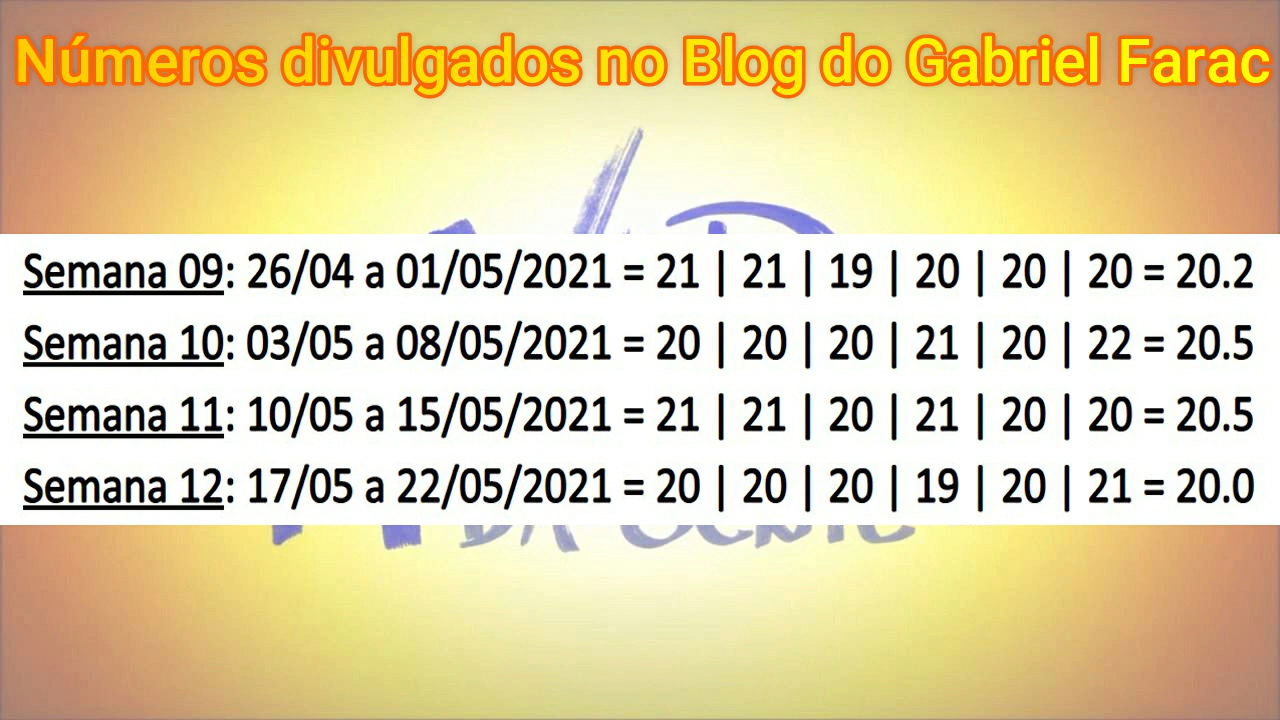 Números divulgados no Blog do Gabriel Farac
Semana 09: 26/04 a 01/05/2021 = 21 | 21 | 19 | 20 | 20 | 20 = 20.2
Semana 10: 03/05 a 08/05/2021 = 20 | 20 | 20 | 21 | 20 | 22 = 20.5
Semana 11: 10/05 a 15/05/2021 = 21 | 21 | 20 | 21 | 20 | 20 = 20.5
Semana 12: 17/05 a 22/05/2021 = 20 | 20 | 20 | 19 | 20 | 21 = 20.0